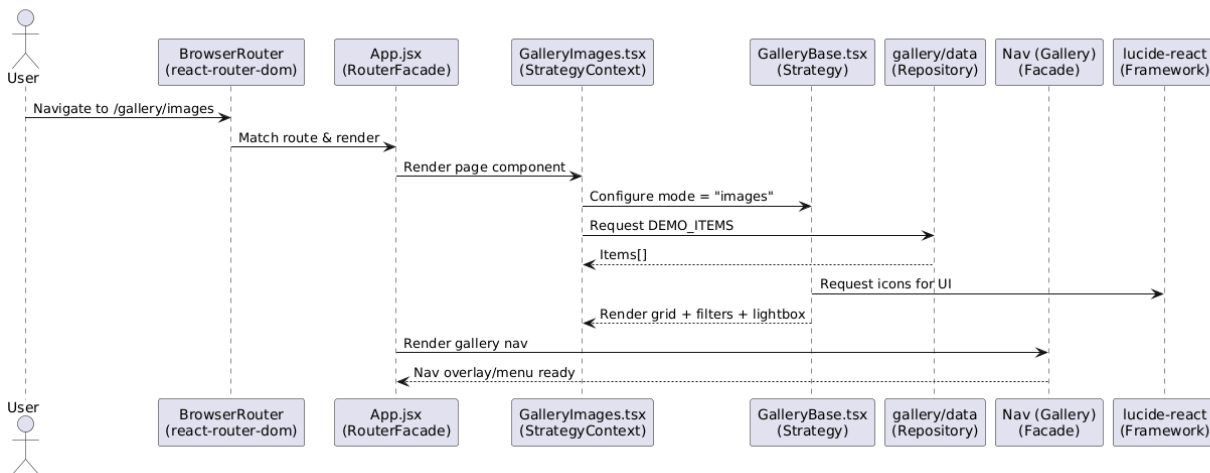 User
BrowserRouter
(react-router-dom)
App.jsx
(RouterFacade)
GalleryImages.tsx
(StrategyContext)
GalleryBase.tsx
(Strategy)
gallery/data
(Repository)
Nav (Gallery)
(Facade)
lucide-react
(Framework)
Navigate to /gallery/images
Match route & render
Render page component
Configure mode = "images"
Request DEMO_ITEMS
Items[]
Request icons for UI
Render grid + filters + lightbox
Render gallery nav
Nav overlay/menu ready
User
BrowserRouter
(react-router-dom)
App.jsx
(RouterFacade)
GalleryImages.tsx
(StrategyContext)
GalleryBase.tsx
(Strategy)
gallery/data
(Repository)
Nav (Gallery)
(Facade)
lucide-react
(Framework)